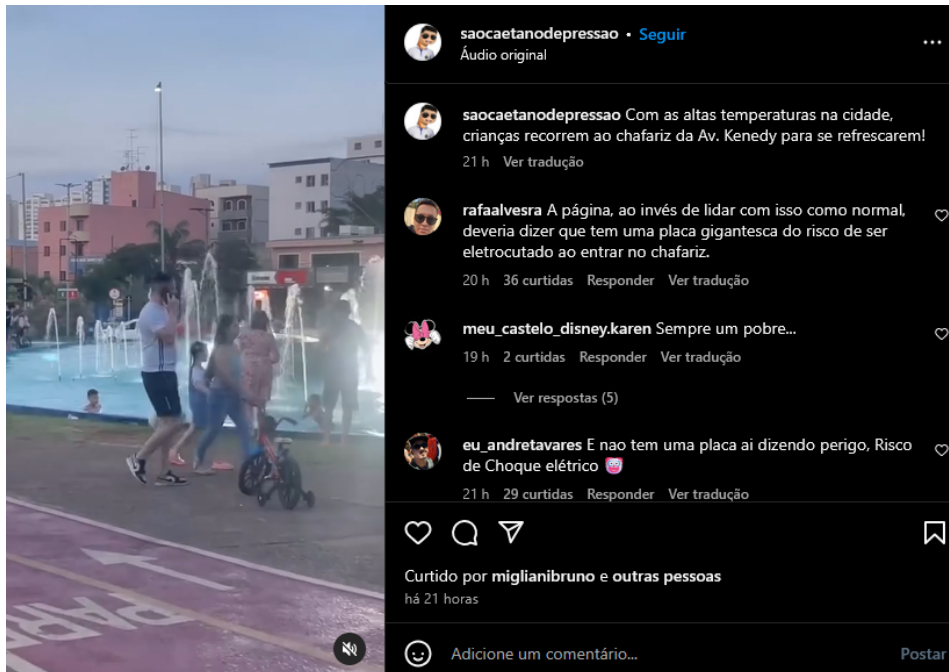 saocaetanodepressao • Seguir
Áudio original
saocaetanodepressao Com as altas temperaturas na cidade,
crianças recorrem ao chafariz da Av. Kenedy para se refrescarem!
21 h Ver tradução
rafaalvesra A página, ao invés de lidar com isso como normal,
deveria dizer que tem uma placa gigantesca do risco de ser
eletrocutado ao entrar no chafariz.
20 h 36 curtidas Responder Ver tradução
meu_castelo_disney.karen Sempre um pobre...
19 h 2 curtidas Responder Ver tradução
Ver respostas (5)
eu_andretavares E nao tem uma placa ai dizendo perigo, Risco
de Choque elétrico
21 h 29 curtidas Responder Ver tradução
Curtido por miglianibruno e outras pessoas
há 21 horas
Adicione um comentário...
Postar